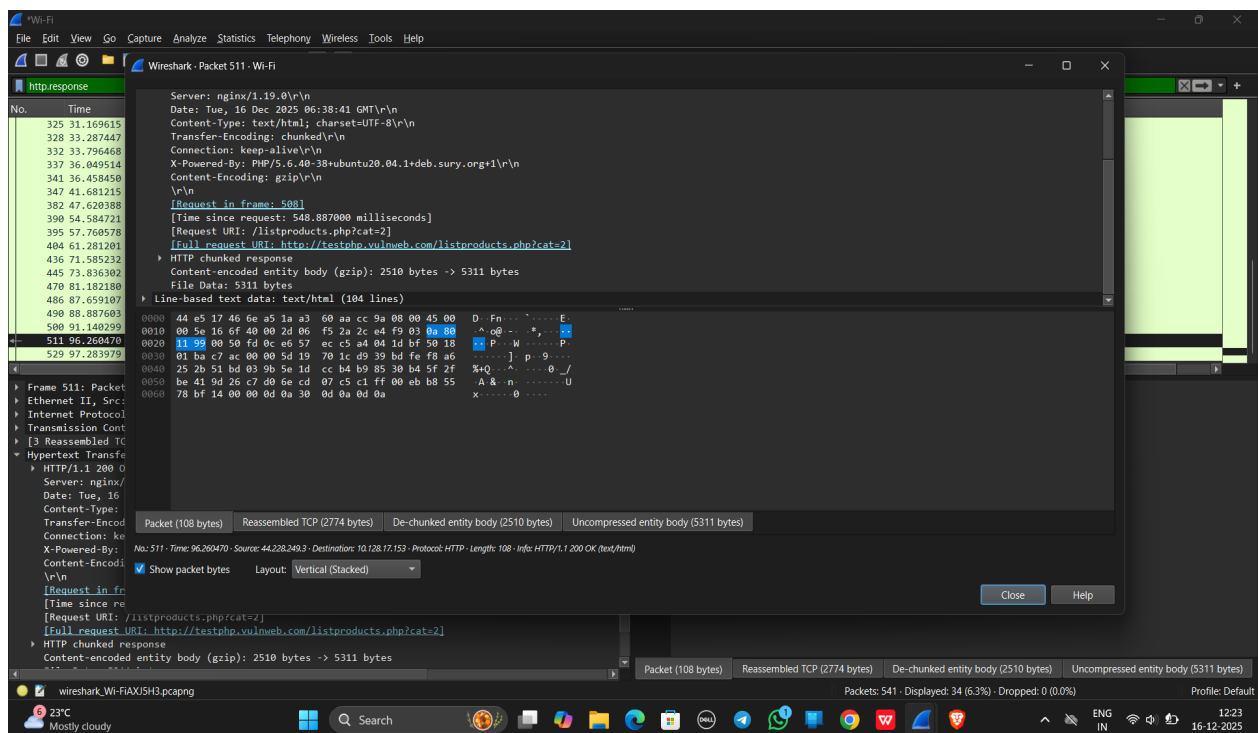 *Wi-Fi
File Edit View Go Capture Analyze Statistics Telephony Wireless Tools Help
Wireshark · Packet 511 · Wi-Fi
http.response
No. Time
325 31.169615
328 33.287447
332 33.796468
337 36.049514
341 36.458450
347 41.681215
382 47.620388
390 54.584721
395 57.760578
404 61.281201
436 71.585232
445 73.836302
470 81.182180
486 87.659107
490 88.887603
500 91.140299
511 96.260470
529 97.283979
Server: nginx/1.19.0\r\n
Date: Tue, 16 Dec 2025 06:38:41 GMT\r\n
Content-Type: text/html; charset=UTF-8\r\n
Transfer-Encoding: chunked\r\n
Connection: keep-alive\r\n
X-Powered-By: PHP/5.6.40-38+ubuntu20.04.1+deb.sury.org+1\r\n
Content-Encoding: gzip\r\n
\r\n
[Request in frame: 508]
[Time since request: 548.887000 milliseconds]
[Request URI: /listproducts.php?cat=2]
[Full request URI: http://testphp.vulnweb.com/listproducts.php?cat=2]
HTTP chunked response
Content-encoded entity body (gzip): 2510 bytes -> 5311 bytes
File Data: 5311 bytes
Line-based text data: text/html (104 lines)
0000 44 e5 17 46 6e a5 1a a3 60 aa cc 9a 08 00 45 00 D··Fn···`·····E·
0010 00 5e 16 6f 40 00 2d 06 f5 2a 2c e4 f9 03 0a 80 ·^·o@·-··*,·····
0020 11 99 00 50 fd 0c e6 57 ec c5 a4 04 1d bf 50 18 ···P···W······P·
0030 01 ba c7 ac 00 00 5d 19 70 1c d9 39 bd fe f8 a6 ······]·p··9····
0040 25 2b 51 bd 03 9b 5e 1d cc b4 b9 85 30 b4 5f 2f %+Q···^·····0·_/
0050 be 41 9d 26 c7 d0 6e cd 07 c5 c1 ff 00 eb b8 55 ·A·&··n········U
0060 78 bf 14 00 00 0d 0a 30 0d 0a 0d 0a x······0····
Packet (108 bytes) Reassembled TCP (2774 bytes) De-chunked entity body (2510 bytes) Uncompressed entity body (5311 bytes)
No.: 511 · Time: 96.260470 · Source: 44.228.249.3 · Destination: 10.128.17.153 · Protocol: HTTP · Length: 108 · Info: HTTP/1.1 200 OK (text/html)
Show packet bytes Layout: Vertical (Stacked)
Close Help
Frame 511: Packet
Ethernet II, Src:
Internet Protocol
Transmission Cont
[3 Reassembled TC
Hypertext Transfe
HTTP/1.1 200 O
Server: nginx/
Date: Tue, 16
Content-Type:
Transfer-Encod
Connection: ke
X-Powered-By:
Content-Encodi
\r\n
[Request in fr
[Time since re
[Request URI: /listproducts.php?cat=2]
[Full request URI: http://testphp.vulnweb.com/listproducts.php?cat=2]
HTTP chunked response
Content-encoded entity body (gzip): 2510 bytes -> 5311 bytes
Packet (108 bytes) Reassembled TCP (2774 bytes) De-chunked entity body (2510 bytes) Uncompressed entity body (5311 bytes)
wireshark_Wi-FiAXJ5H3.pcapng Packets: 541 · Displayed: 34 (6.3%) · Dropped: 0 (0.0%) Profile: Default
6 23°C
Mostly cloudy
Search
DELL
ENG
IN
12:23
16-12-2025